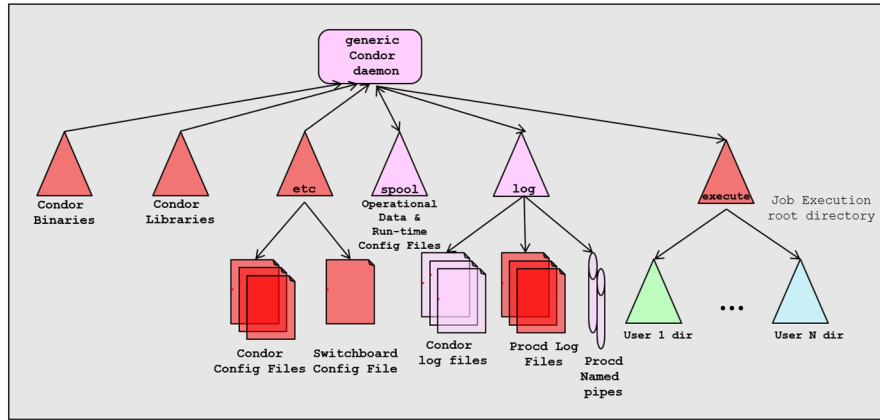 generic
Condor
daemon
etc
spool
log
execute
Condor
Binaries
Condor
Libraries
Operational
Data &
Run-time
Config Files
Job Execution
root directory
Condor
Config Files
Switchboard
Config File
Condor
log files
Procd Log
Files
Procd
Named
pipes
User 1 dir
...
User N dir